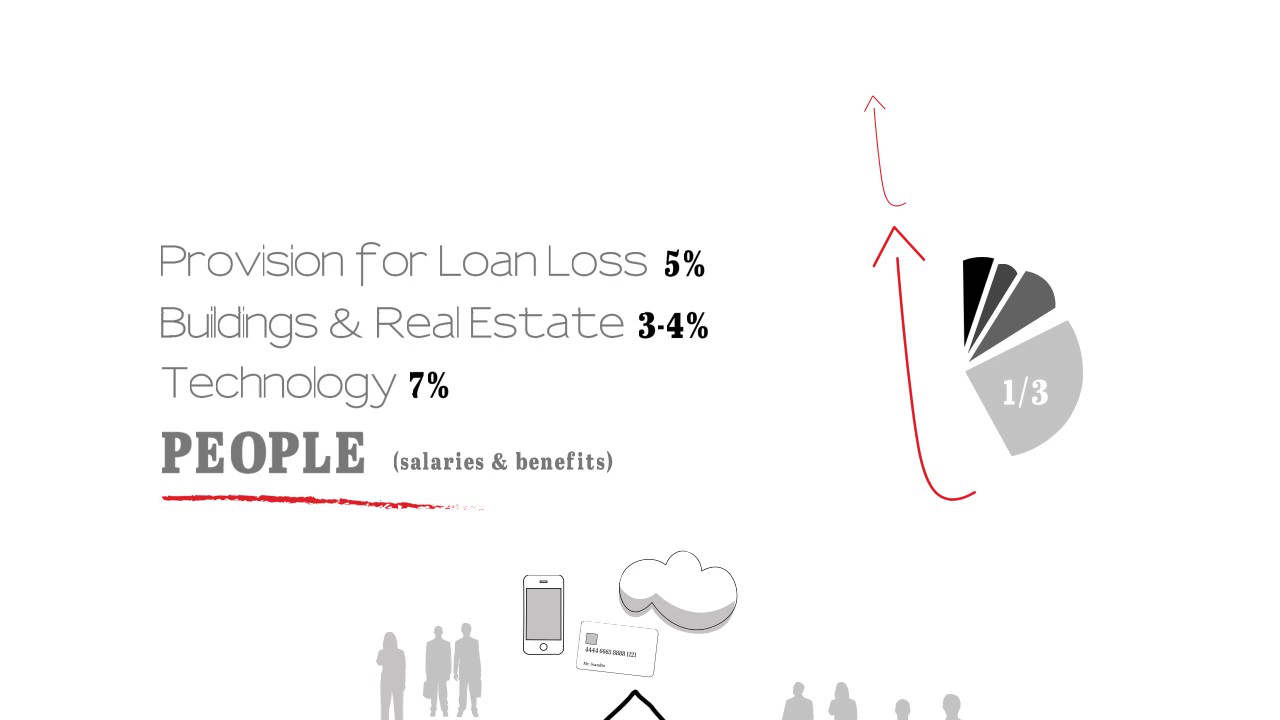 Provision for Loan Loss 5%
Buildings & Real Estate 3-4%
Technology 7%
PEOPLE (salaries & benefits)
1/3